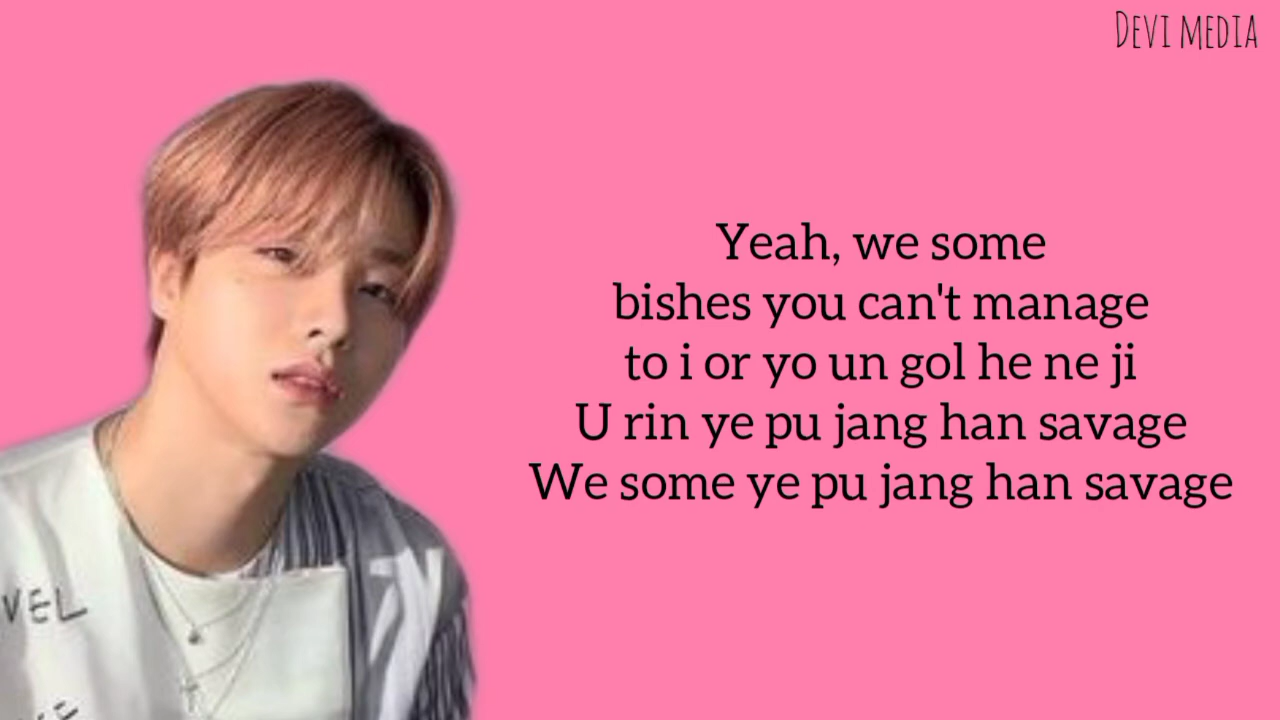 DEVI MEDIA
Yeah, we some
bishes you can't manage
to i or yo un gol he ne ji
U rin ye pu jang han savage
We some ye pu jang han savage
VEL